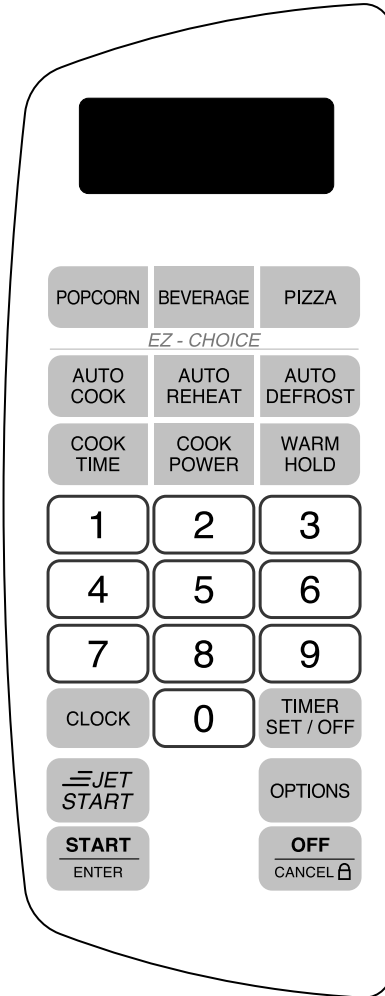 POPCORN BEVERAGE PIZZA
EZ - CHOICE
AUTO COOK AUTO REHEAT AUTO DEFROST
COOK TIME COOK POWER WARM HOLD
1 2 3
4 5 6
7 8 9
CLOCK 0 TIMER SET / OFF
JET START OPTIONS
START ENTER OFF CANCEL